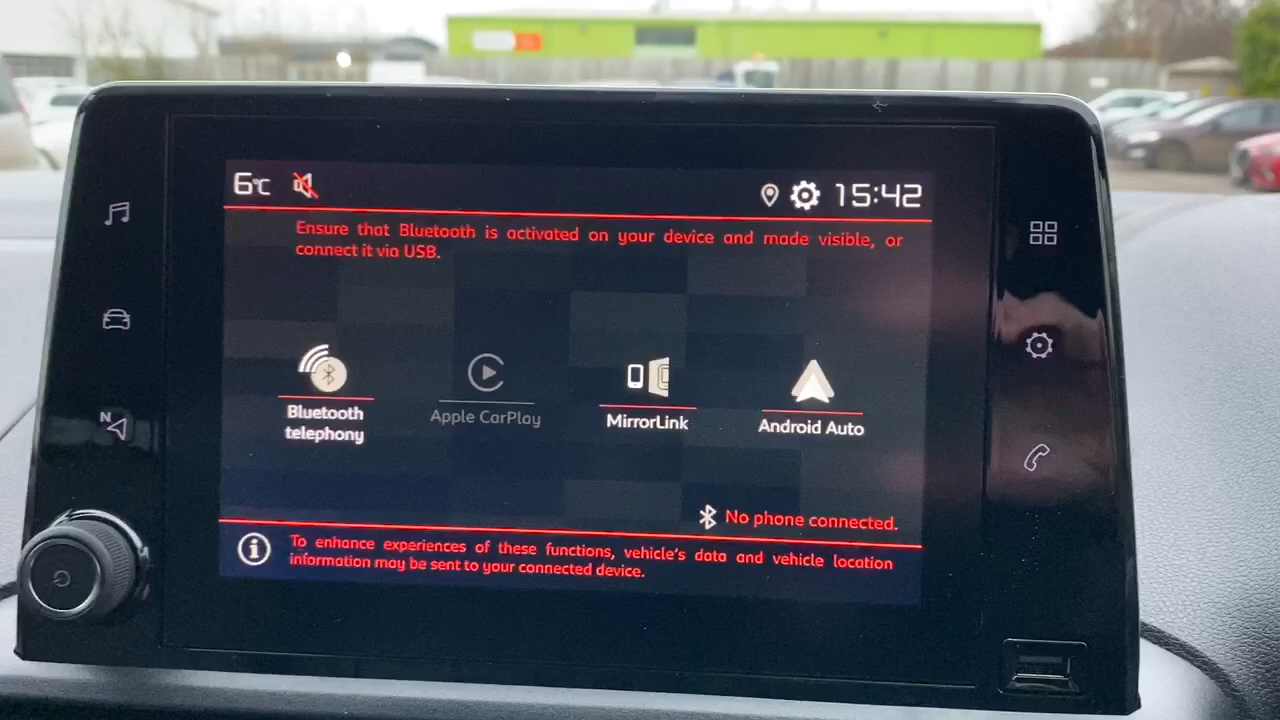 6°C
15:42
Ensure that Bluetooth is activated on your device and made visible, or
connect it via USB.
Bluetooth
telephony
Apple CarPlay
MirrorLink
Android Auto
No phone connected.
To enhance experiences of these functions, vehicle's data and vehicle location
information may be sent to your connected device.
N